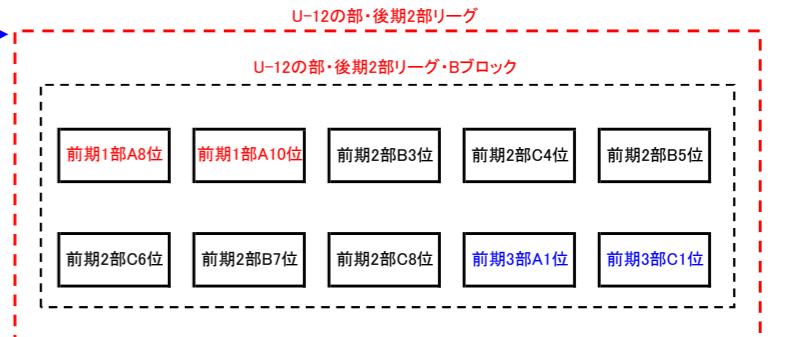 U-12の部・後期2部リーグ
U-12の部・後期2部リーグ・Bブロック
前期1部A8位 前期1部A10位 前期2部B3位 前期2部C4位 前期2部B5位
前期2部C6位 前期2部B7位 前期2部C8位 前期3部A1位 前期3部C1位